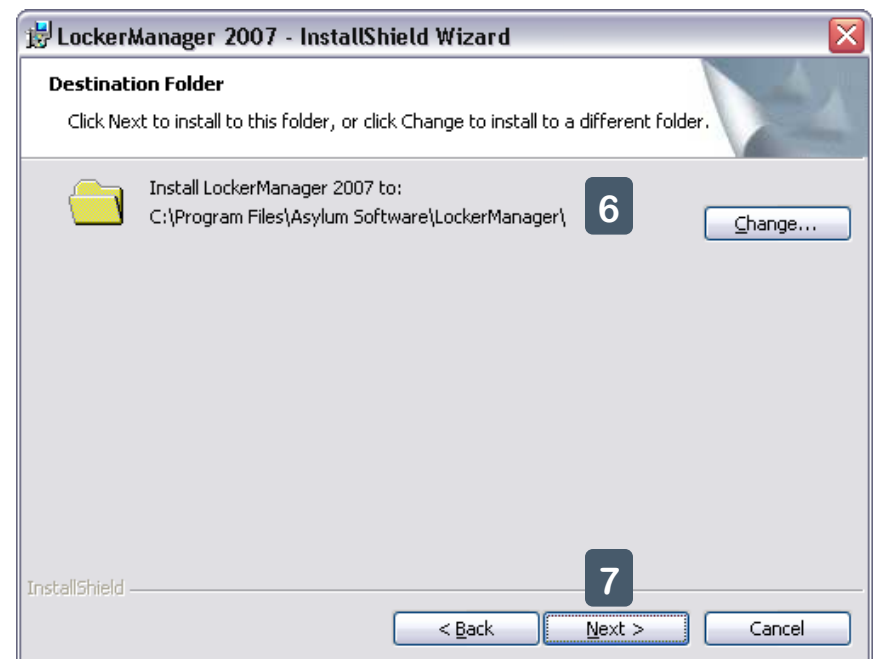 LockerManager 2007 - InstallShield Wizard
Destination Folder
Click Next to install to this folder, or click Change to install to a different folder.
Install LockerManager 2007 to:
C:\Program Files\Asylum Software\LockerManager\
6
Change...
InstallShield
7
< Back
Next >
Cancel